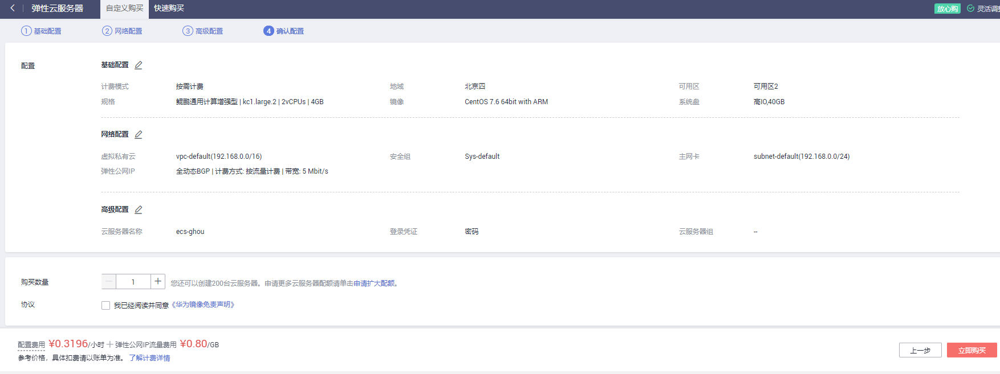 弹性云服务器 自定义购买 快速购买 放心购 灵活调整
1 基础配置 2 网络配置 3 高级配置 4 确认配置
配置 基础配置
计费模式 按需计费 地域 北京四 可用区 可用区2
规格 鲲鹏通用计算增强型 | kc1.large.2 | 2vCPUs | 4GB 镜像 CentOS 7.6 64bit with ARM 系统盘 高IO,40GB
网络配置
虚拟私有云 vpc-default(192.168.0.0/16) 安全组 Sys-default 主网卡 subnet-default(192.168.0.0/24)
弹性公网IP 全动态BGP | 计费方式: 按流量计费 | 带宽: 5 Mbit/s
高级配置
云服务器名称 ecs-ghou 登录凭证 密码 云服务器组 --
购买数量 1 您还可以创建200台云服务器。申请更多云服务器配额请单击申请扩大配额。
协议 我已经阅读并同意《华为镜像免责声明》
配置费用 ¥0.3196/小时 + 弹性公网IP流量费用 ¥0.80/GB
参考价格，具体扣费请以账单为准。 了解计费详情
上一步 立即购买